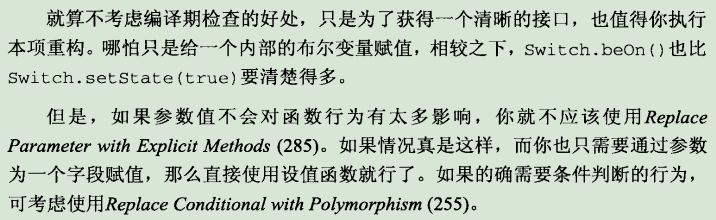 就算不考虑编译期检查的好处，只是为了获得一个清晰的接口，也值得你执行
本项重构。哪怕只是给一个内部的布尔变量赋值，相较之下，Switch.beOn()也比
Switch.setState(true)要清楚得多。
但是，如果参数值不会对函数行为有太多影响，你就不应该使用Replace
Parameter with Explicit Methods (285)。如果情况真是这样，而你也只需要通过参数
为一个字段赋值，那么直接使用设值函数就行了。如果的确需要条件判断的行为，
可考虑使用Replace Conditional with Polymorphism (255)。